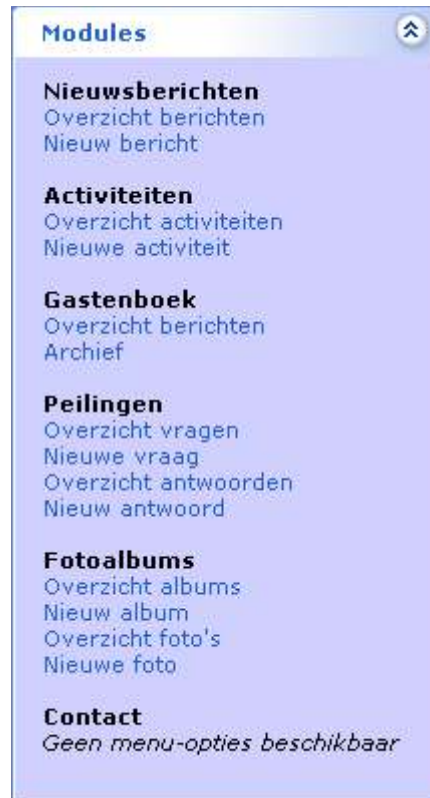 Modules
Nieuwsberichten
Overzicht berichten
Nieuw bericht
Activiteiten
Overzicht activiteiten
Nieuwe activiteit
Gastenboek
Overzicht berichten
Archief
Peilingen
Overzicht vragen
Nieuwe vraag
Overzicht antwoorden
Nieuw antwoord
Fotoalbums
Overzicht albums
Nieuw album
Overzicht foto's
Nieuwe foto
Contact
Geen menu-opties beschikbaar